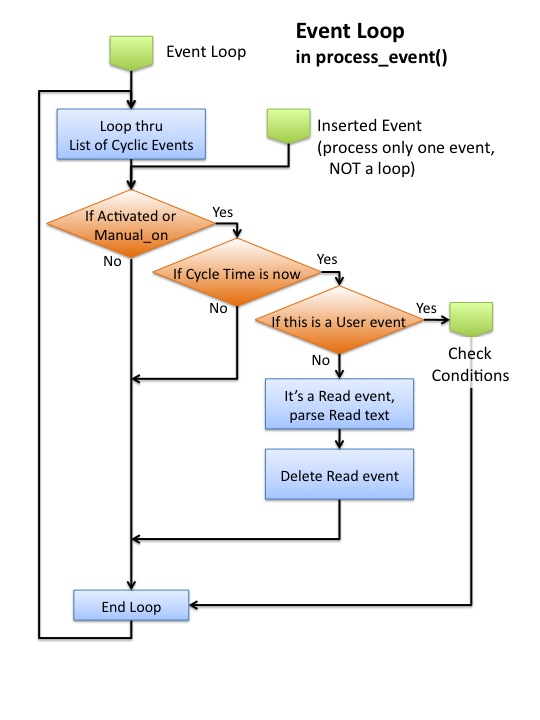 Event Loop
in process_event()
Event Loop
Loop thru
List of Cyclic Events
Inserted Event
(process only one event,
NOT a loop)
If Activated or
Manual_on
Yes
No
If Cycle Time is now
Yes
No
If this is a User event
Yes
No
Check
Conditions
It's a Read event,
parse Read text
Delete Read event
End Loop